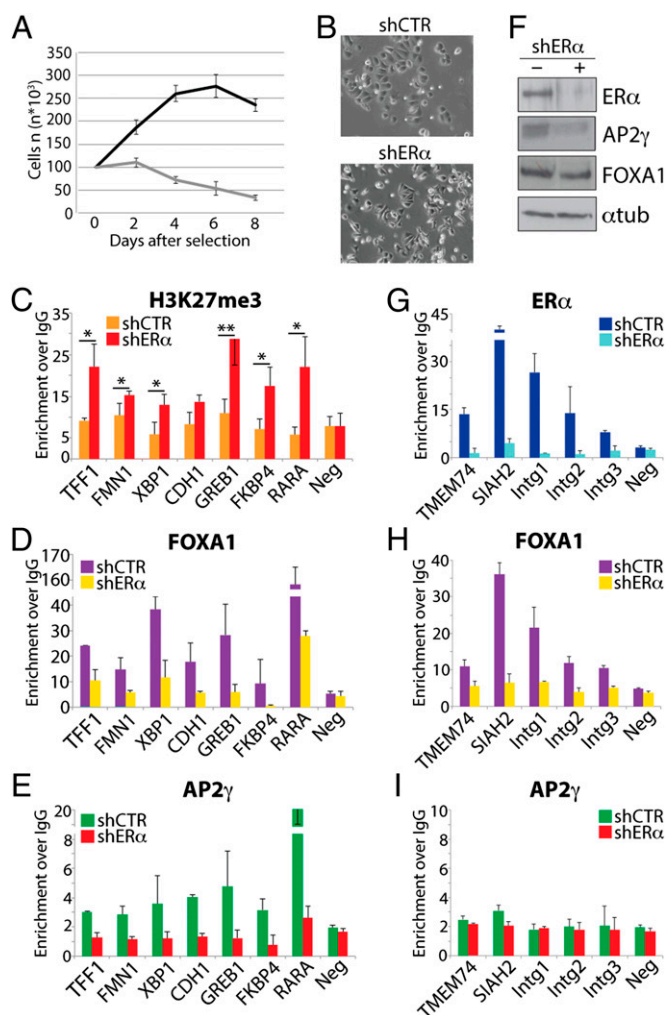 A
Cells n (n*10³)
350
300
250
200
150
100
50
0
0 2 4 6 8
Days after selection
B
shCTR
shERα
F
shERα
− +
ERα
AP2γ
FOXA1
αtub
C
H3K27me3
Enrichment over IgG
35
25
15
5
shCTR
shERα
* * * ** * *
TFF1 FMN1 XBP1 CDH1 GREB1 FKBP4 RARA Neg
G
ERα
Enrichment over IgG
45
30
15
0
shCTR
shERα
TMEM74 SIAH2 Intg1 Intg2 Intg3 Neg
D
FOXA1
Enrichment over IgG
170
160
40
30
20
10
0
shCTR
shERα
TFF1 FMN1 XBP1 CDH1 GREB1 FKBP4 RARA Neg
H
FOXA1
Enrichment over IgG
40
30
20
10
0
shCTR
shERα
TMEM74 SIAH2 Intg1 Intg2 Intg3 Neg
E
AP2γ
Enrichment over IgG
20
8
6
4
2
0
shCTR
shERα
TFF1 FMN1 XBP1 CDH1 GREB1 FKBP4 RARA Neg
I
AP2γ
Enrichment over IgG
10
8
6
4
2
0
shCTR
shERα
TMEM74 SIAH2 Intg1 Intg2 Intg3 Neg